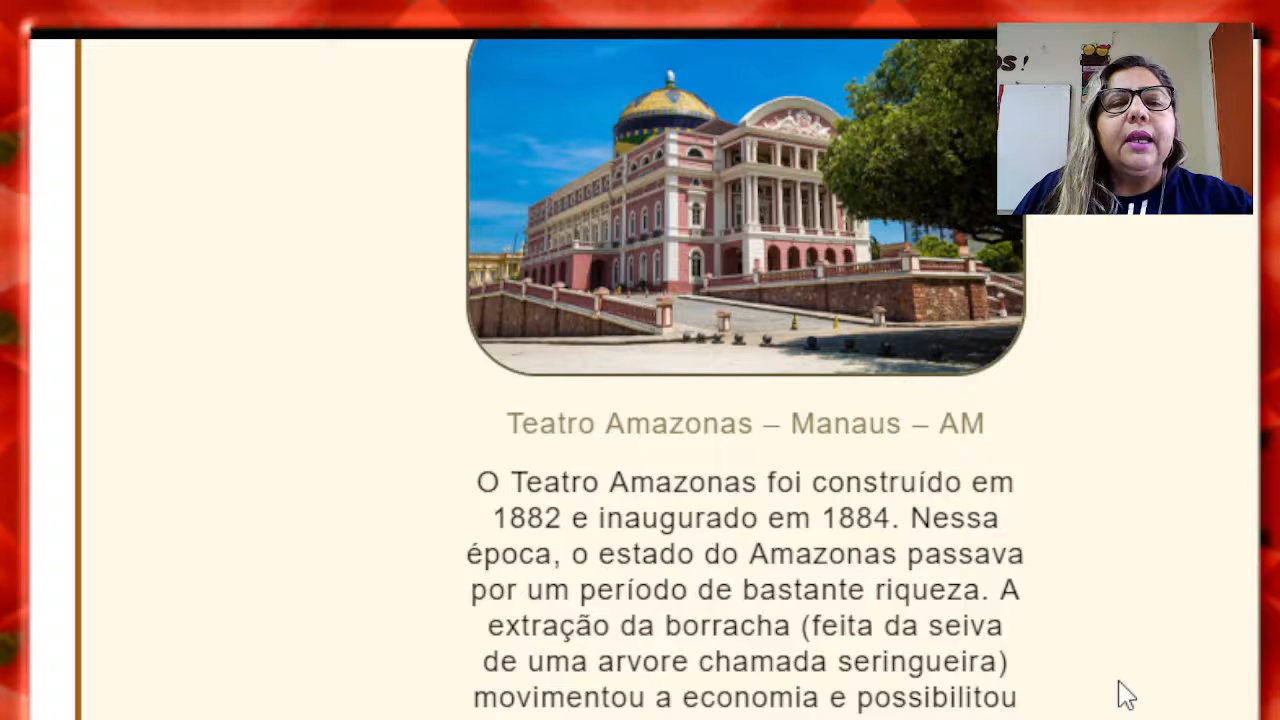 OS!
Teatro Amazonas – Manaus – AM
O Teatro Amazonas foi construído em
1882 e inaugurado em 1884. Nessa
época, o estado do Amazonas passava
por um período de bastante riqueza. A
extração da borracha (feita da seiva
de uma arvore chamada seringueira)
movimentou a economia e possibilitou